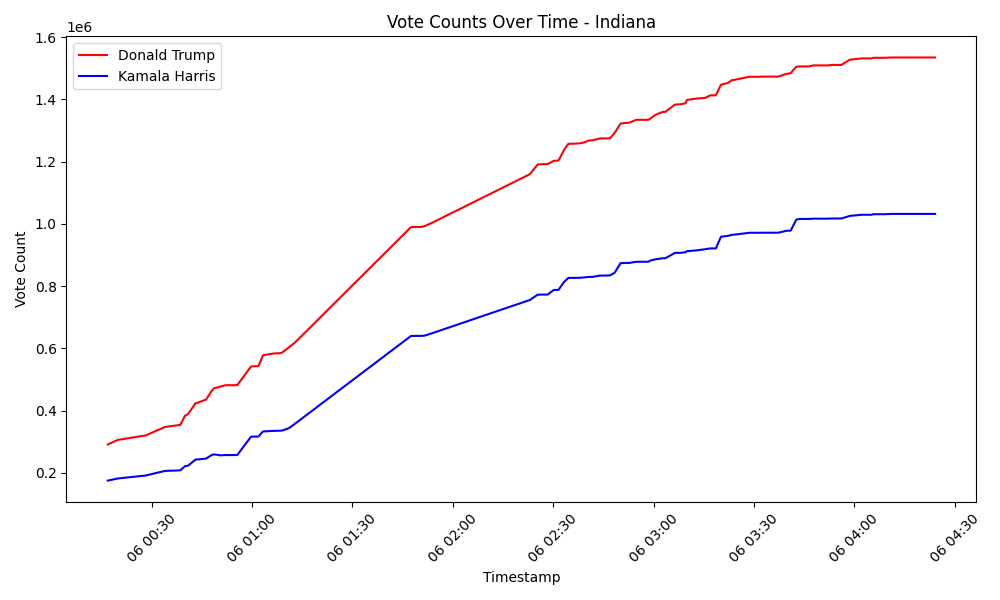 Vote Counts Over Time - Indiana
1e6
Donald Trump
Kamala Harris
1.6
1.4
1.2
1.0
0.8
0.6
0.4
0.2
Vote Count
06 00:30
06 01:00
06 01:30
06 02:00
06 02:30
06 03:00
06 03:30
06 04:00
06 04:30
Timestamp